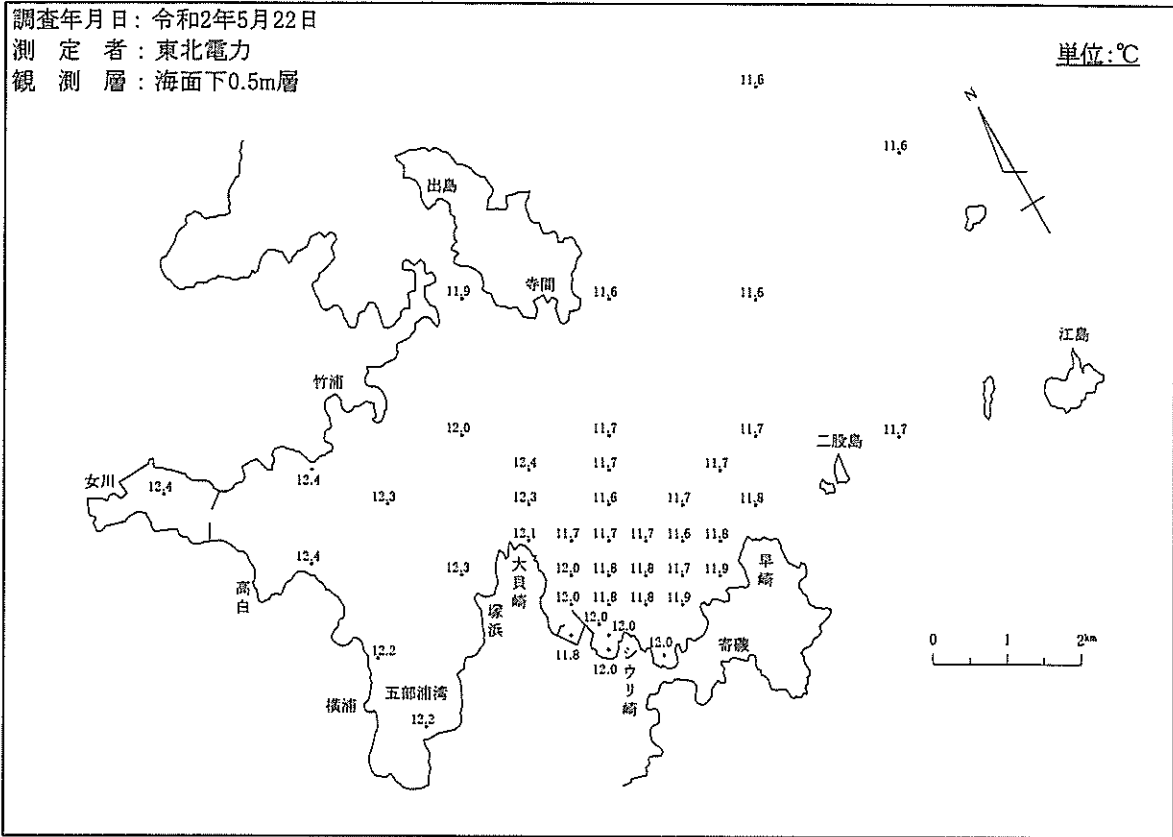 調査年月日：令和2年5月22日
測　定　者：東北電力
観　測　層：海面下0.5m層
単位:℃
11.6
N
11.6
出島
寺間
11.9
11.6
11.6
江島
竹浦
12.0
11.7
11.7
11.7
二股島
12.4
11.7
11.7
女川
12.4
12.4
12.3
12.3
11.6
11.7
11.8
12.1
11.7
11.7
11.7
11.6
11.8
12.4
12.3
大貝崎
12.0
11.8
11.8
11.7
11.9
早崎
高白
塚浜
12.0
11.8
11.8
11.9
12.0
12.0
11.8
12.0
12.0
シウリ崎
寄磯
0 1 2km
12.2
五部浦湾
横浦
12.2